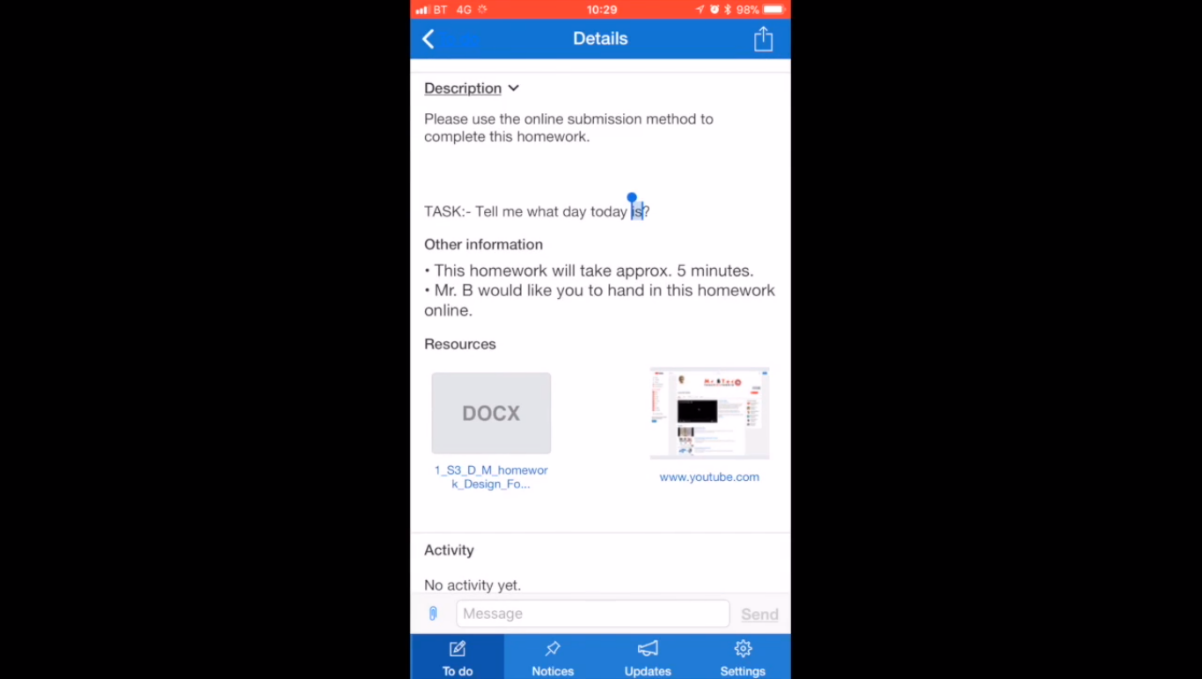 BT 4G 10:29 98%
Details
Description
Please use the online submission method to
complete this homework.
TASK:- Tell me what day today is?
Other information
• This homework will take approx. 5 minutes.
• Mr. B would like you to hand in this homework
online.
Resources
DOCX
1_S3_D_M_homewor
k_Design_Fo...
www.youtube.com
Activity
No activity yet.
Message Send
To do Notices Updates Settings